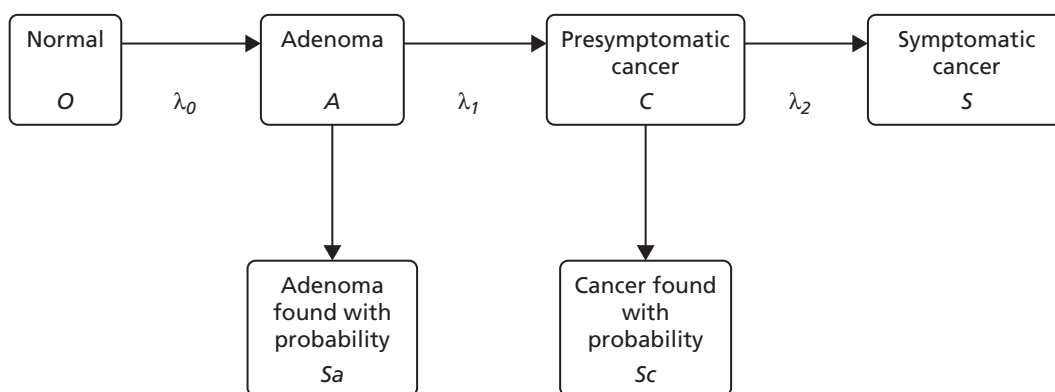 Normal
O
λ0
Adenoma
A
λ1
Presymptomatic
cancer
C
λ2
Symptomatic
cancer
S
Adenoma
found with
probability
Sa
Cancer found
with
probability
Sc